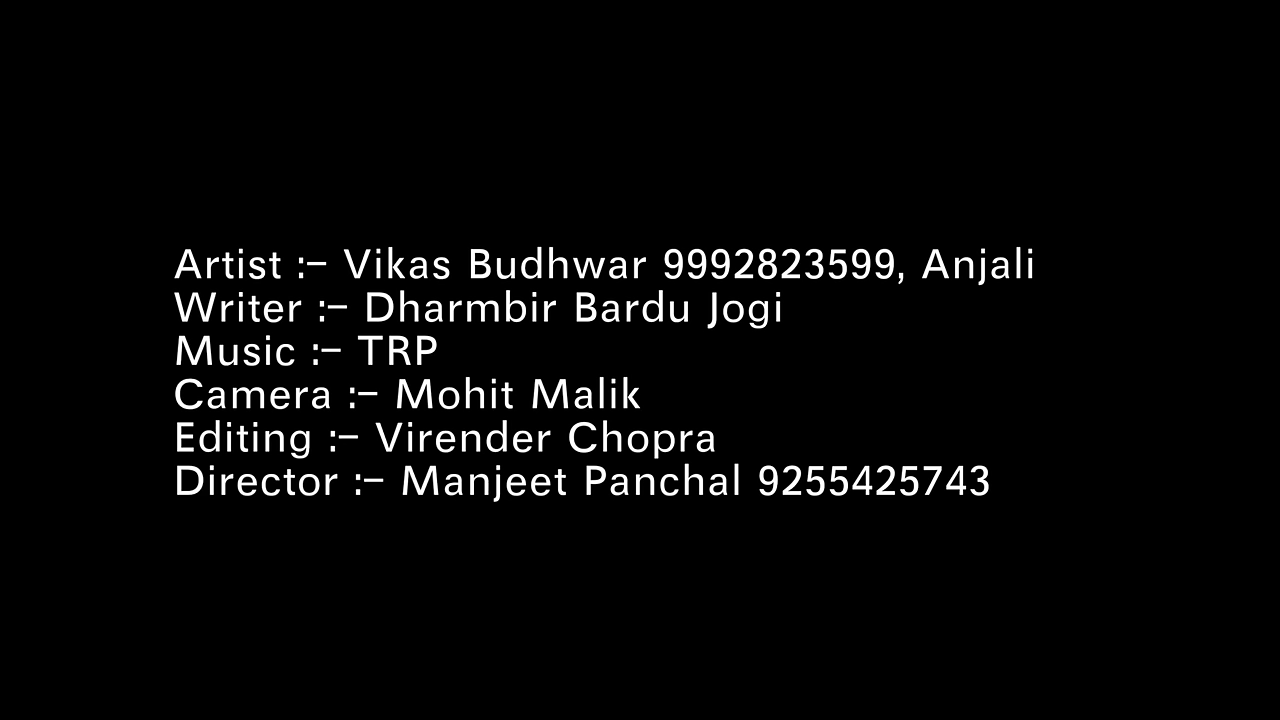 Artist :– Vikas Budhwar 9992823599, Anjali
Writer :– Dharmbir Bardu Jogi
Music :– TRP
Camera :– Mohit Malik
Editing :– Virender Chopra
Director :– Manjeet Panchal 9255425743